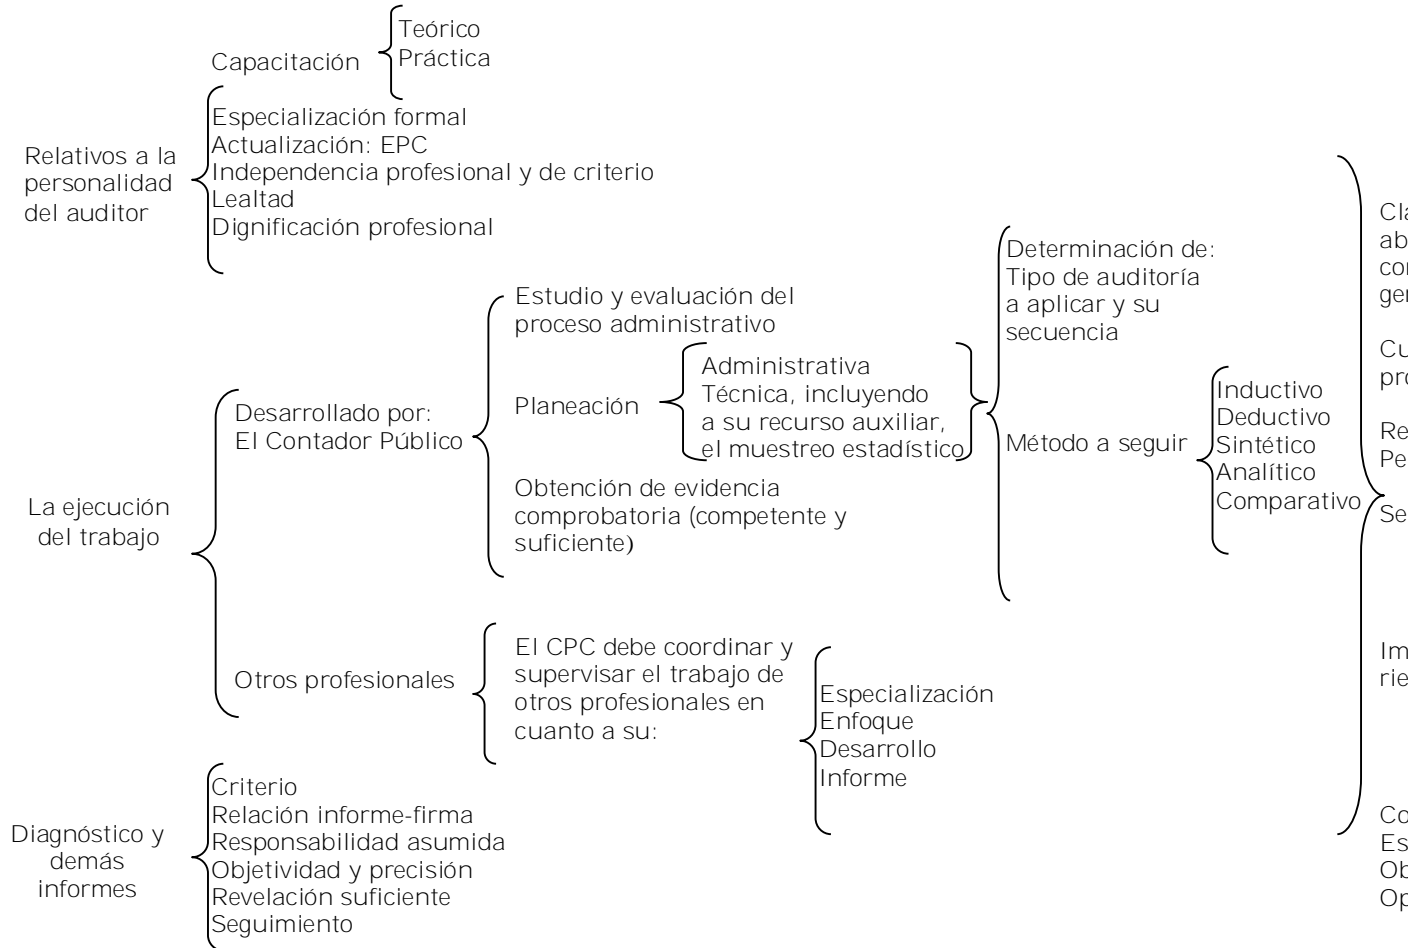 Teórico
Práctica
Capacitación
Relativos a la
personalidad
del auditor
Especialización formal
Actualización: EPC
Independencia profesional y de criterio
Lealtad
Dignificación profesional
La ejecución
del trabajo
Desarrollado por:
El Contador Público
Estudio y evaluación del
proceso administrativo
Planeación
Administrativa
Técnica, incluyendo
a su recurso auxiliar,
el muestreo estadístico
Obtención de evidencia
comprobatoria (competente y
suficiente)
Determinación de:
Tipo de auditoría
a aplicar y su
secuencia
Método a seguir
Inductivo
Deductivo
Sintético
Analítico
Comparativo
Otros profesionales
El CPC debe coordinar y
supervisar el trabajo de
otros profesionales en
cuanto a su:
Especialización
Enfoque
Desarrollo
Informe
Diagnóstico y
demás
informes
Criterio
Relación informe-firma
Responsabilidad asumida
Objetividad y precisión
Revelación suficiente
Seguimiento